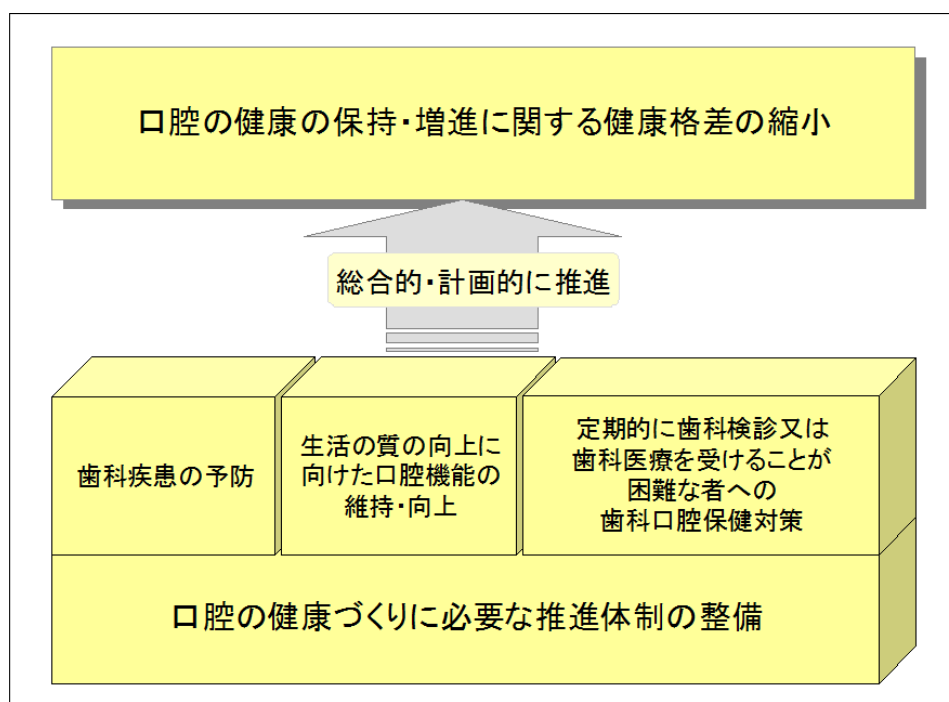 口腔の健康の保持・増進に関する健康格差の縮小
総合的・計画的に推進
歯科疾患の予防
生活の質の向上に
向けた口腔機能の
維持・向上
定期的に歯科検診又は
歯科医療を受けることが
困難な者への
歯科口腔保健対策
口腔の健康づくりに必要な推進体制の整備